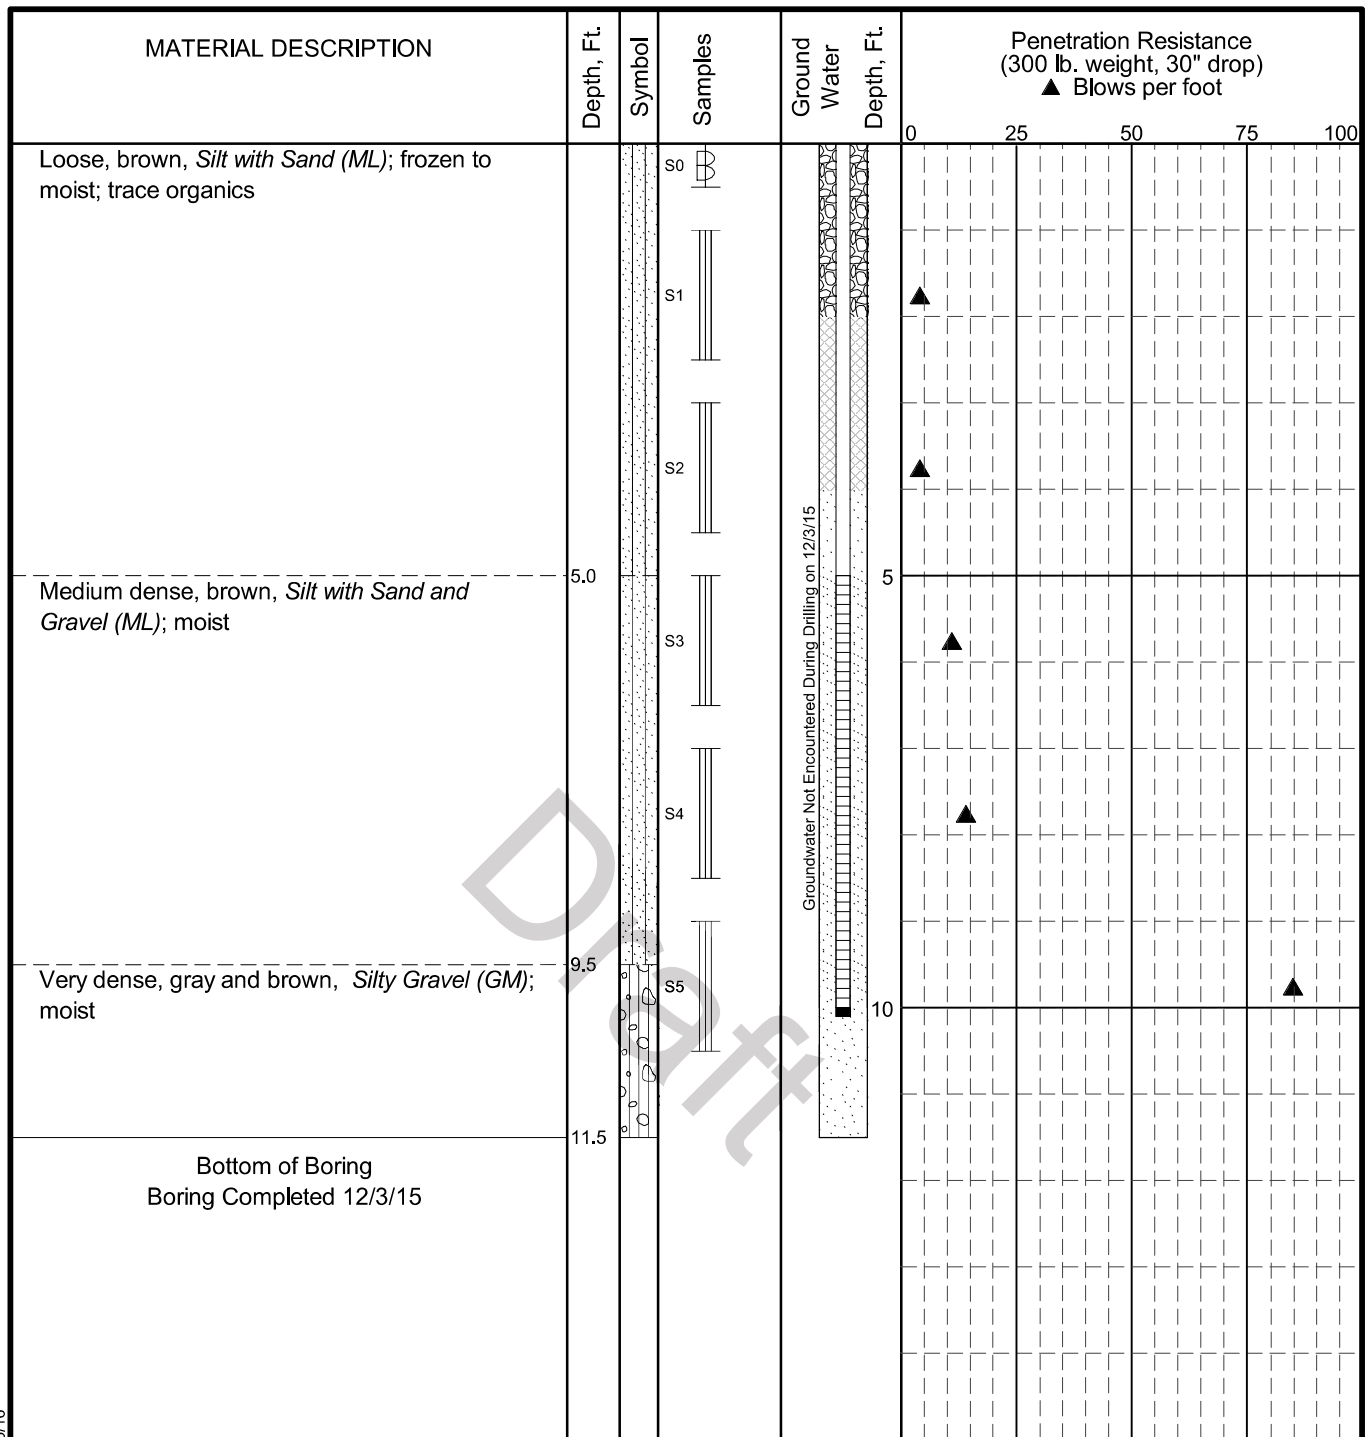 MATERIAL DESCRIPTION
Depth, Ft.
Symbol
Samples
Ground
Water
Depth, Ft.
Penetration Resistance
(300 lb. weight, 30" drop)
▲ Blows per foot
0 25 50 75 100
Loose, brown, Silt with Sand (ML); frozen to
moist; trace organics
S0
S1
S2
Groundwater Not Encountered During Drilling on 12/3/15
5.0
5
Medium dense, brown, Silt with Sand and
Gravel (ML); moist
S3
S4
9.5
Very dense, gray and brown, Silty Gravel (GM);
moist
S5
10
11.5
Bottom of Boring
Boring Completed 12/3/15
Draft